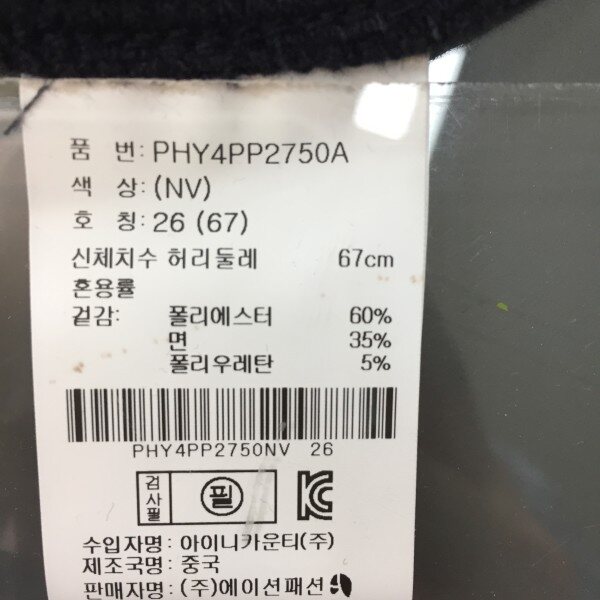 품 번: PHY4PP2750A
색 상: (NV)
호 칭: 26 (67)
신체치수 허리둘레 67cm
혼용률
겉감: 폴리에스터 60%
면 35%
폴리우레탄 5%
PHY4PP2750NV 26
검사필 필 KC
수입자명: 아이니카운티(주)
제조국명: 중국
판매자명: (주)에이션패션